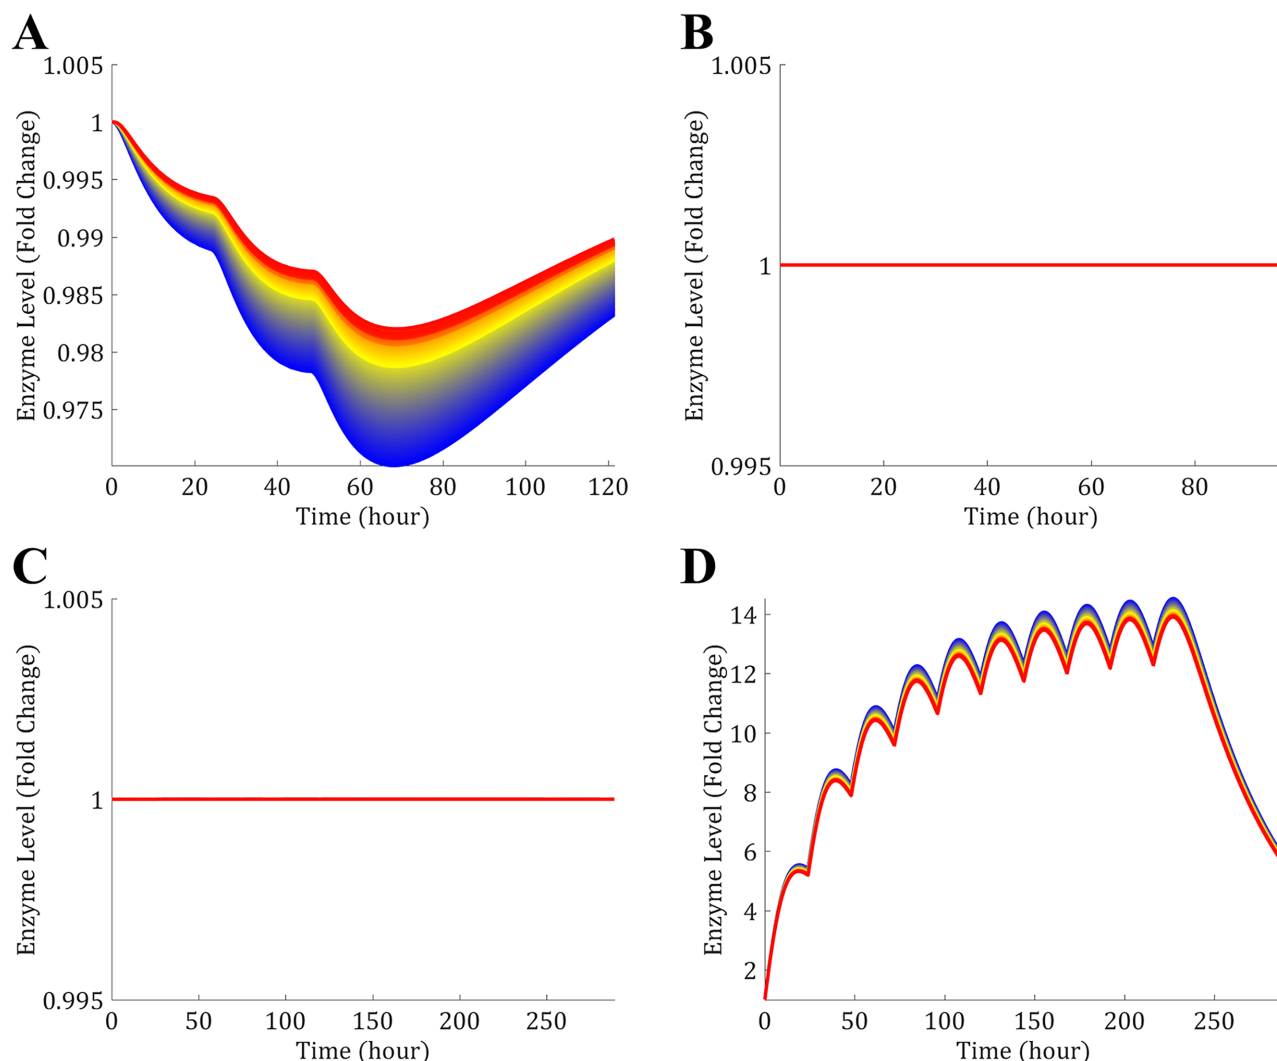 A
Enzyme Level (Fold Change)
1.005
1
0.995
0.99
0.985
0.98
0.975
0 20 40 60 80 100 120
Time (hour)
B
Enzyme Level (Fold Change)
1.005
1
0.995
0 20 40 60 80
Time (hour)
C
Enzyme Level (Fold Change)
1.005
1
0.995
0 50 100 150 200 250
Time (hour)
D
Enzyme Level (Fold Change)
14
12
10
8
6
4
2
0 50 100 150 200 250
Time (hour)